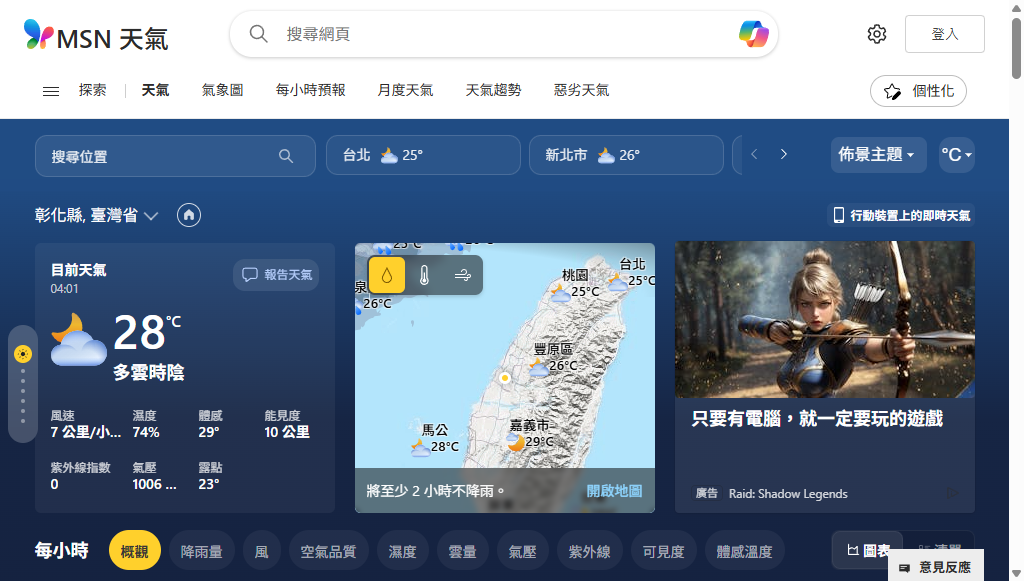 MSN 天氣
搜尋網頁
登入
探索
天氣
氣象圖
每小時預報
月度天氣
天氣趨勢
惡劣天氣
個性化
搜尋位置
台北 25°
新北市 26°
佈景主題
°C
彰化縣, 臺灣省
行動裝置上的即時天氣
目前天氣
04:01
報告天氣
28°C
多雲時陰
風速 濕度 體感 能見度
7 公里/小... 74% 29° 10 公里
紫外線指數 氣壓 露點
0 1006 ... 23°
25°C
26°C
桃園
25°C
台北
25°C
豐原區
26°C
馬公
28°C
嘉義市
29°C
將至少 2 小時不降雨。
開啟地圖
只要有電腦，就一定要玩的遊戲
廣告 Raid: Shadow Legends
每小時
概觀
降雨量
風
空氣品質
濕度
雲量
氣壓
紫外線
可見度
體感溫度
圖表
意見反應